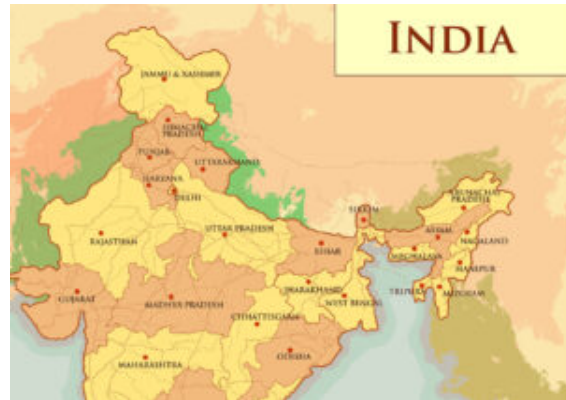 INDIA
JAMMU & KASHMIR
HIMACHAL
PRADESH
PUNJAB
UTTARAKHAND
HARYANA
DELHI
ARUNACHAL
PRADESH
SIKKIM
RAJASTHAN
UTTAR PRADESH
ASSAM
NAGALAND
BIHAR
MEGHALAYA
MANIPUR
GUJARAT
JHARKHAND
TRIPURA
MIZORAM
MADHYA PRADESH
WEST BENGAL
CHHATTISGARH
ODISHA
MAHARASHTRA